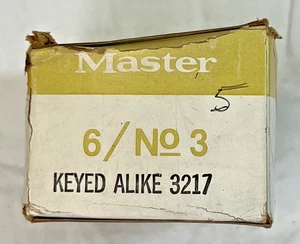 Master
5
6/No 3
KEYED ALIKE 3217